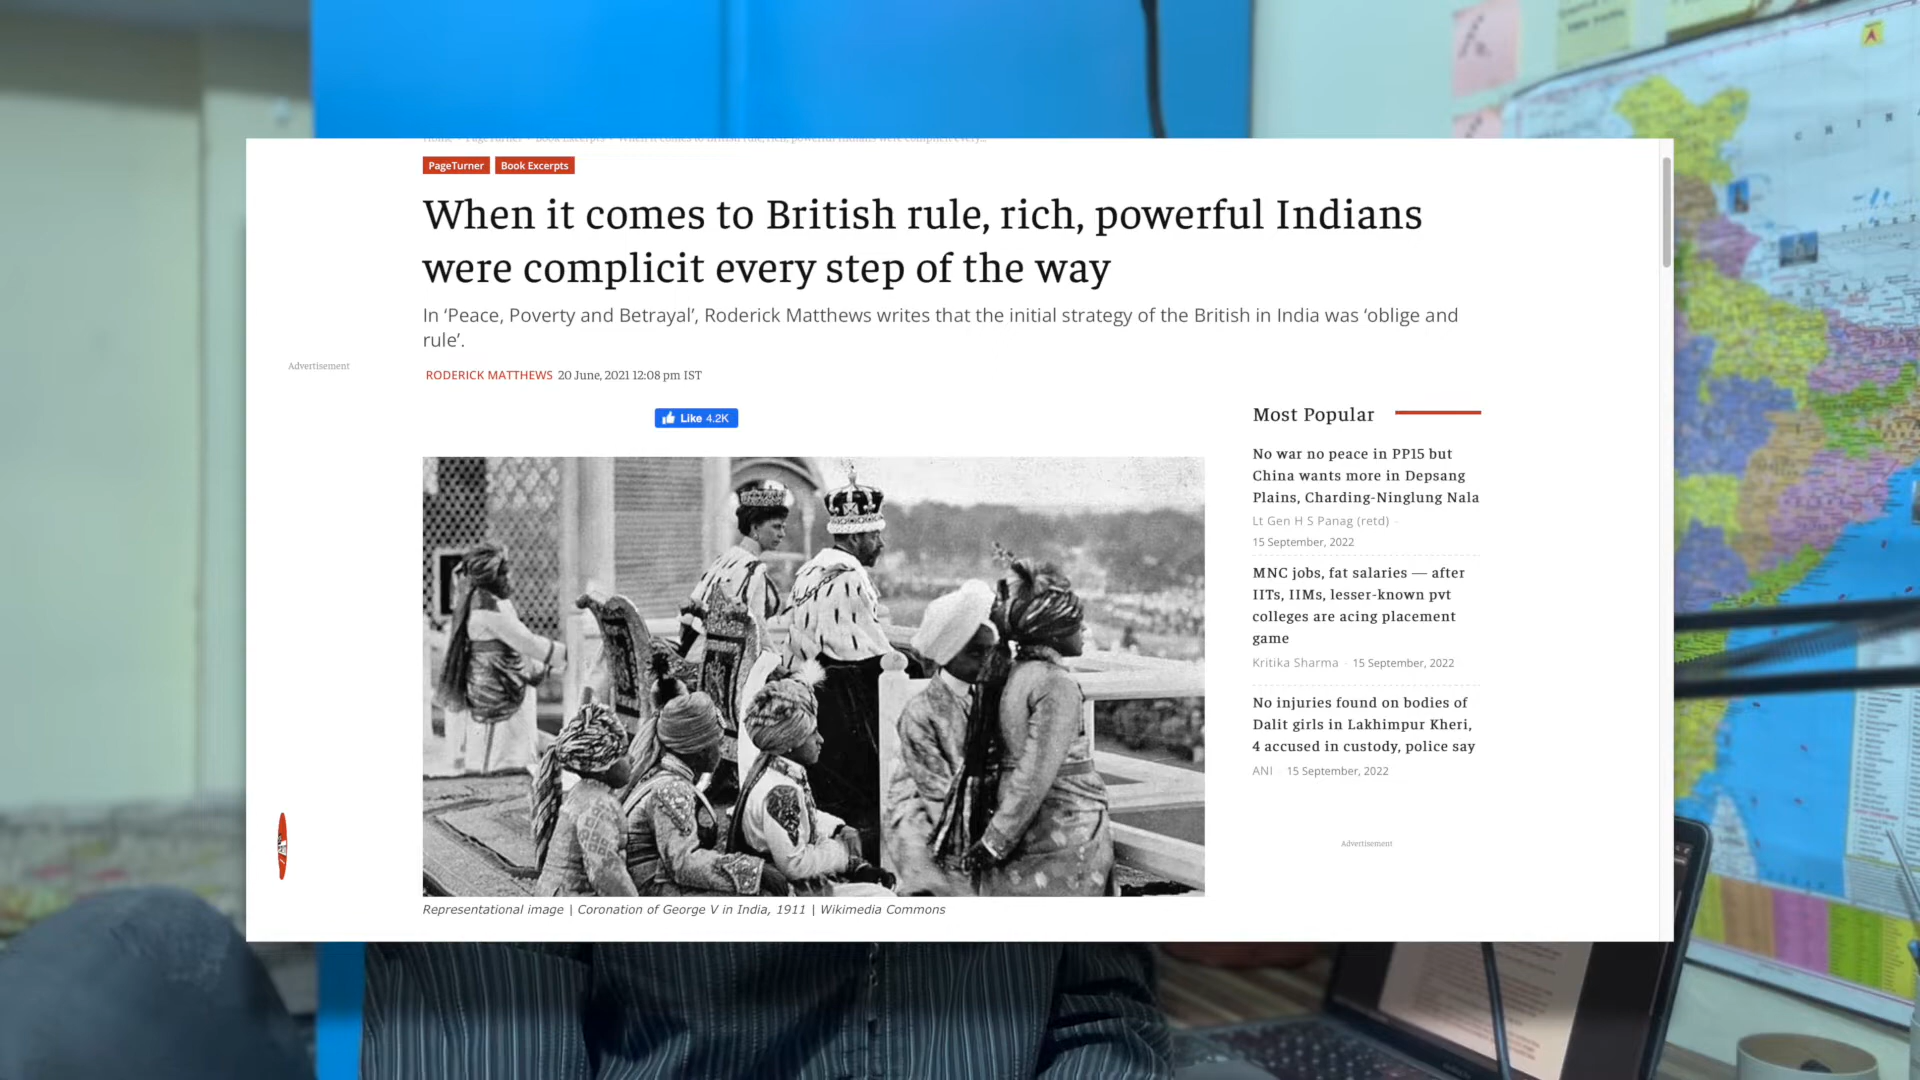 PageTurner Book Excerpts
When it comes to British rule, rich, powerful Indians
were complicit every step of the way
In ‘Peace, Poverty and Betrayal’, Roderick Matthews writes that the initial strategy of the British in India was ‘oblige and
rule’.
Advertisement
RODERICK MATTHEWS 20 June, 2021 12:08 pm IST
Like 4.2K
Representational image | Coronation of George V in India, 1911 | Wikimedia Commons
Most Popular
No war no peace in PP15 but
China wants more in Depsang
Plains, Charding-Ninglung Nala
Lt Gen H S Panag (retd) -
15 September, 2022
MNC jobs, fat salaries — after
IITs, IIMs, lesser-known pvt
colleges are acing placement
game
Kritika Sharma - 15 September, 2022
No injuries found on bodies of
Dalit girls in Lakhimpur Kheri,
4 accused in custody, police say
ANI - 15 September, 2022
Advertisement
C H I N A